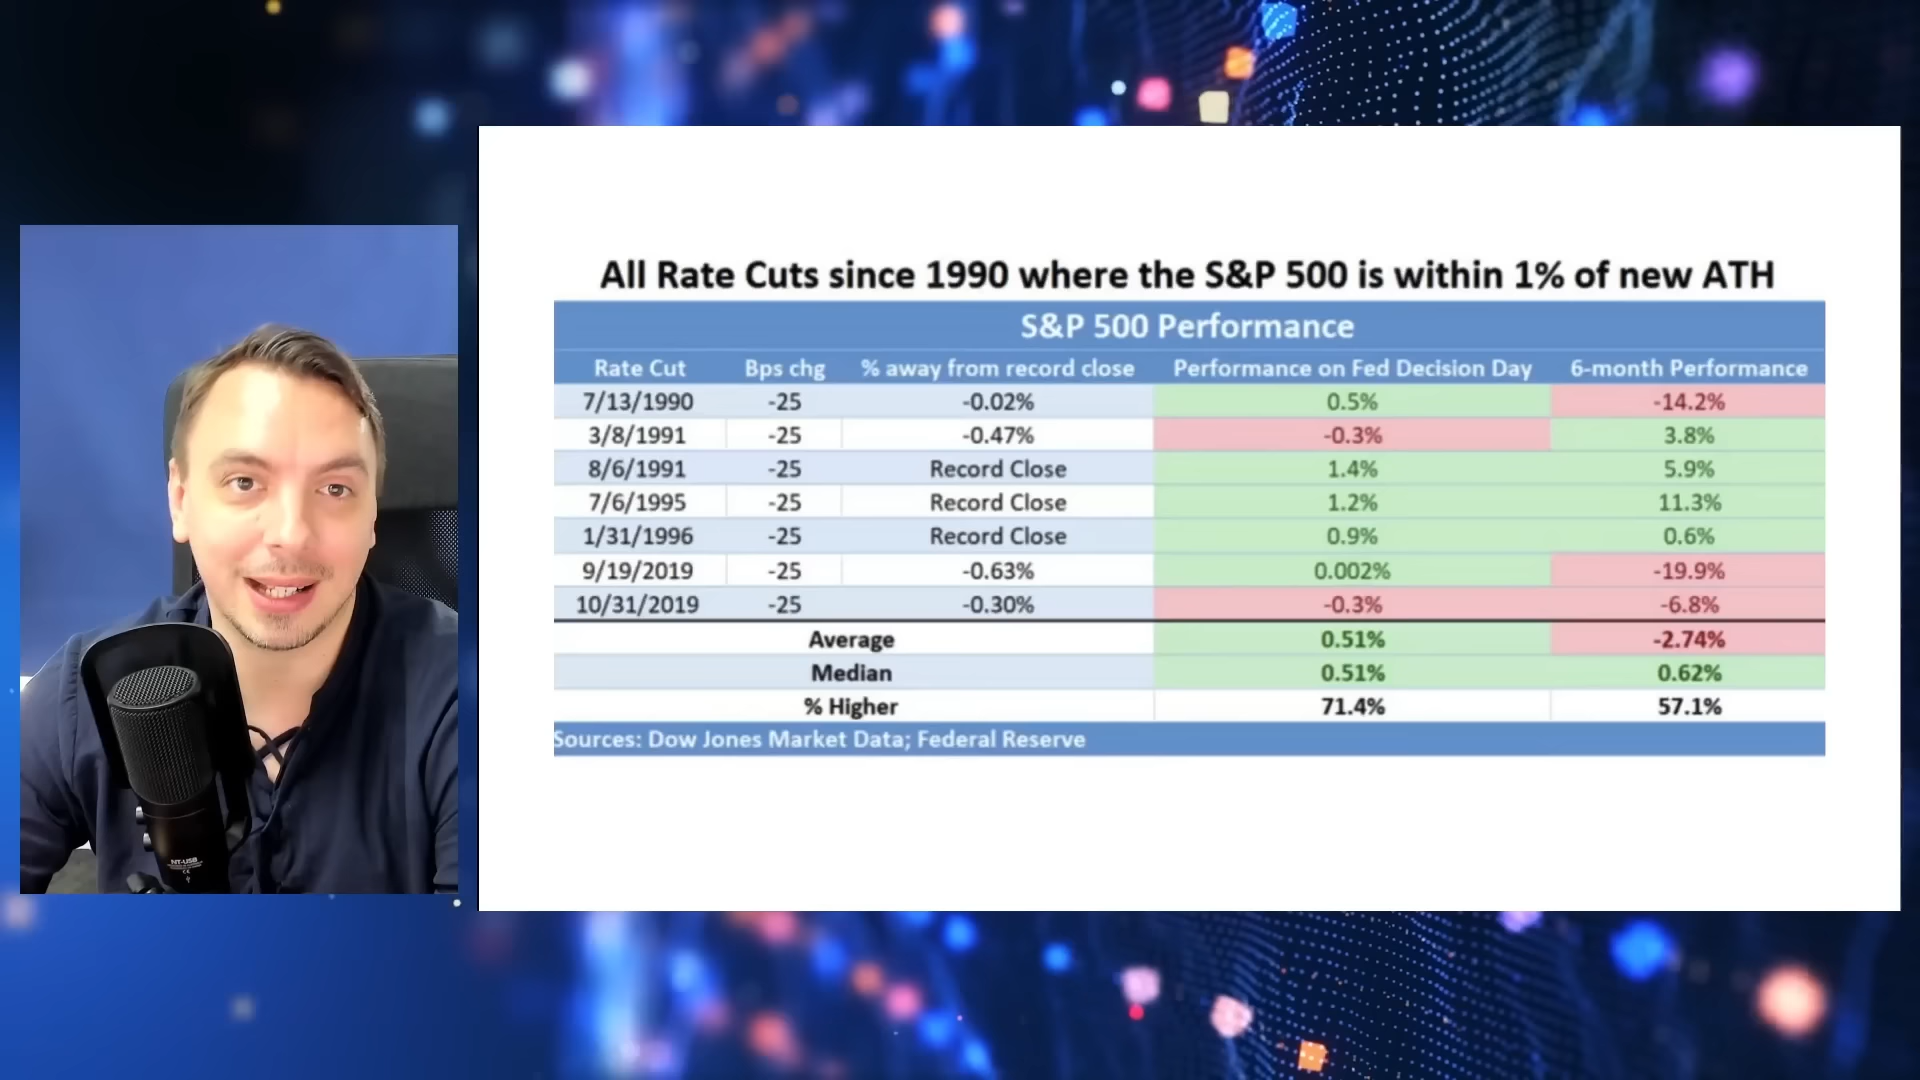 All Rate Cuts since 1990 where the S&P 500 is within 1% of new ATH
S&P 500 Performance
Rate Cut Bps chg % away from record close Performance on Fed Decision Day 6-month Performance
7/13/1990 -25 -0.02% 0.5% -14.2%
3/8/1991 -25 -0.47% -0.3% 3.8%
8/6/1991 -25 Record Close 1.4% 5.9%
7/6/1995 -25 Record Close 1.2% 11.3%
1/31/1996 -25 Record Close 0.9% 0.6%
9/19/2019 -25 -0.63% 0.002% -19.9%
10/31/2019 -25 -0.30% -0.3% -6.8%
Average 0.51% -2.74%
Median 0.51% 0.62%
% Higher 71.4% 57.1%
Sources: Dow Jones Market Data; Federal Reserve
NT-USB